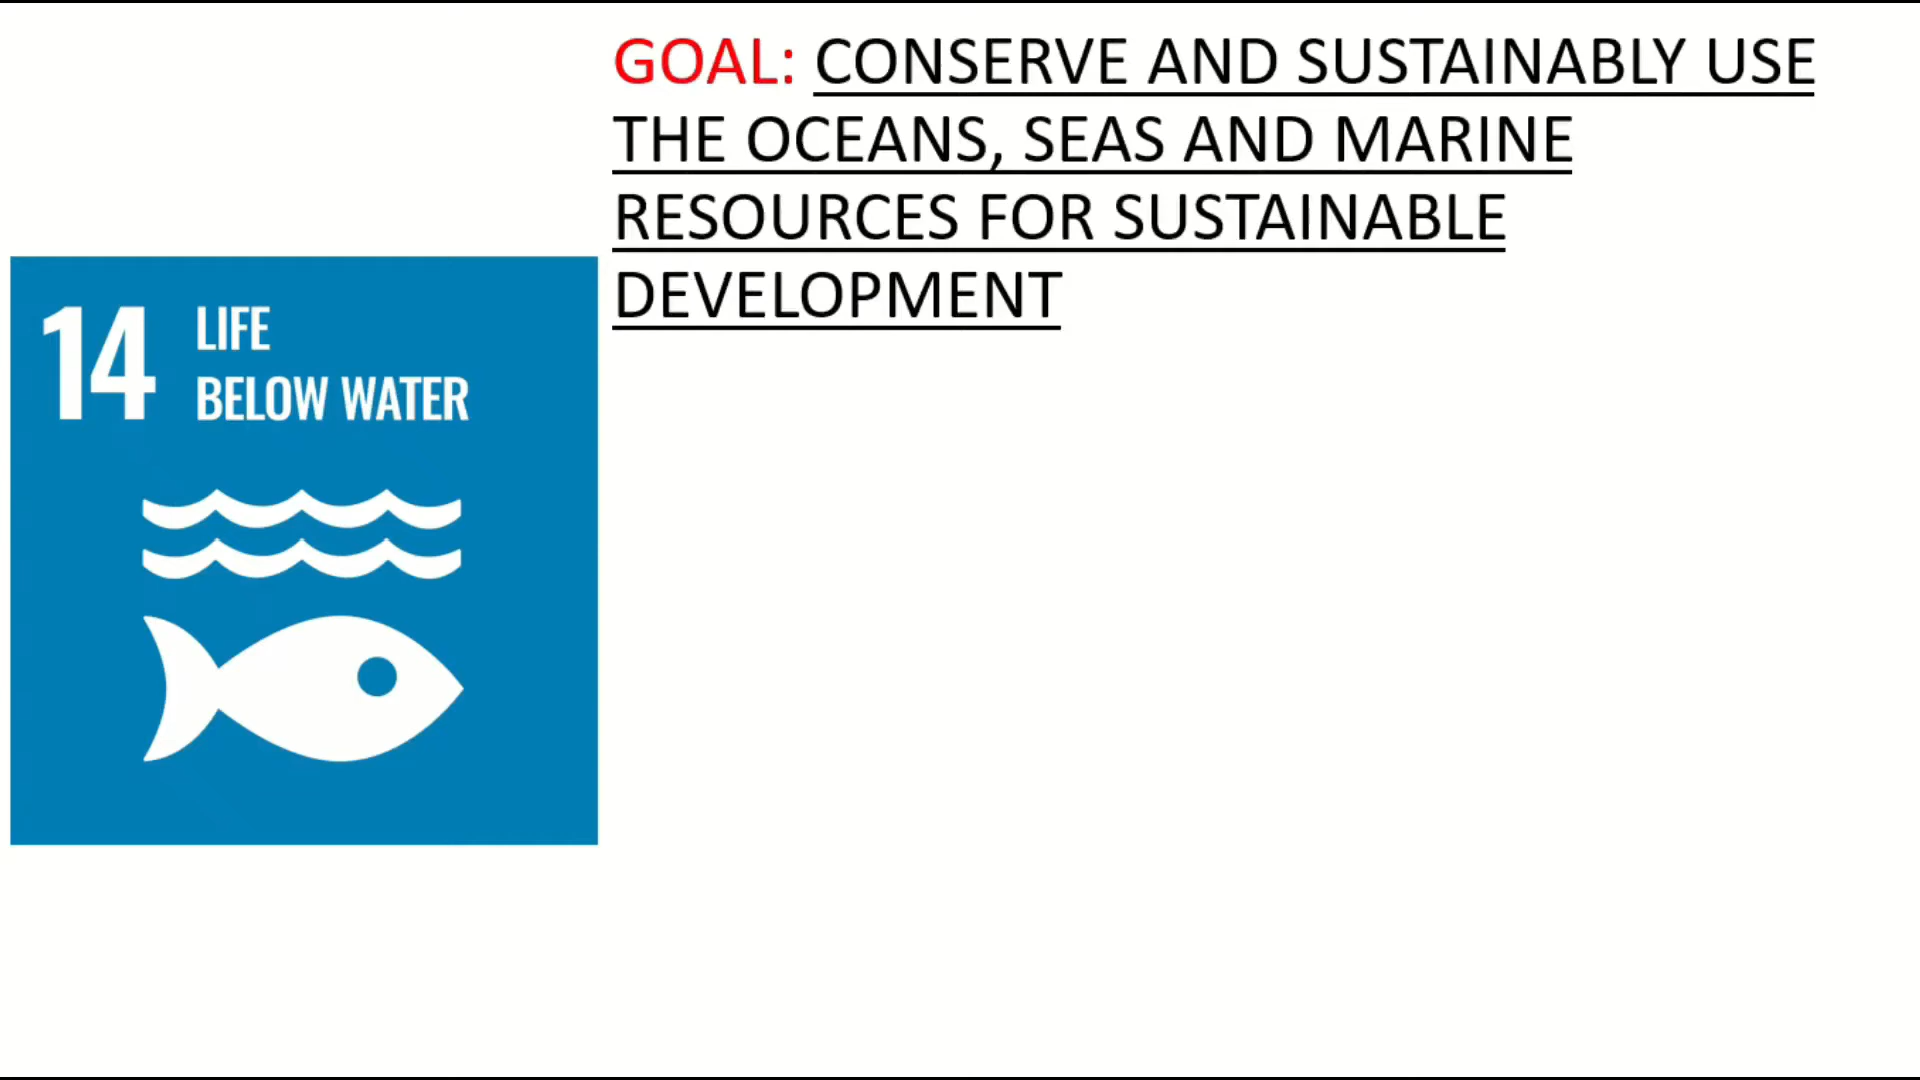 GOAL: CONSERVE AND SUSTAINABLY USE
THE OCEANS, SEAS AND MARINE
RESOURCES FOR SUSTAINABLE
DEVELOPMENT
14 LIFE
BELOW WATER